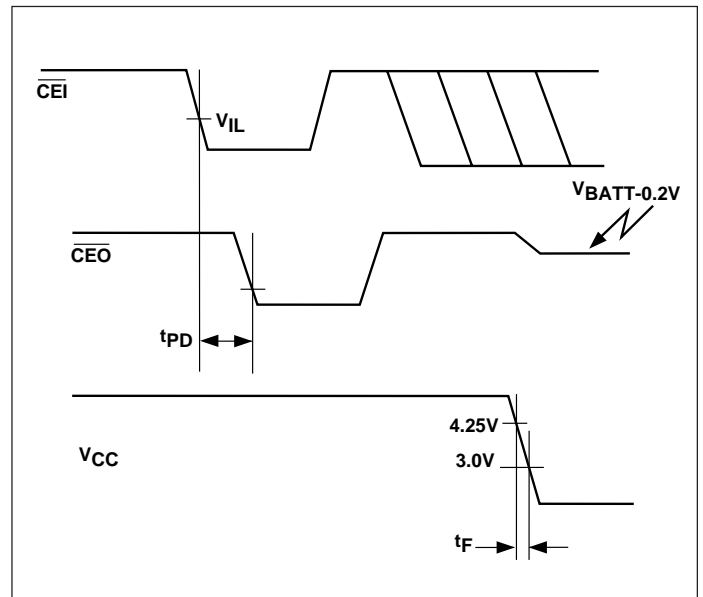 CEI
VIL
VBATT-0.2V
CEO
tPD
4.25V
VCC
3.0V
tF